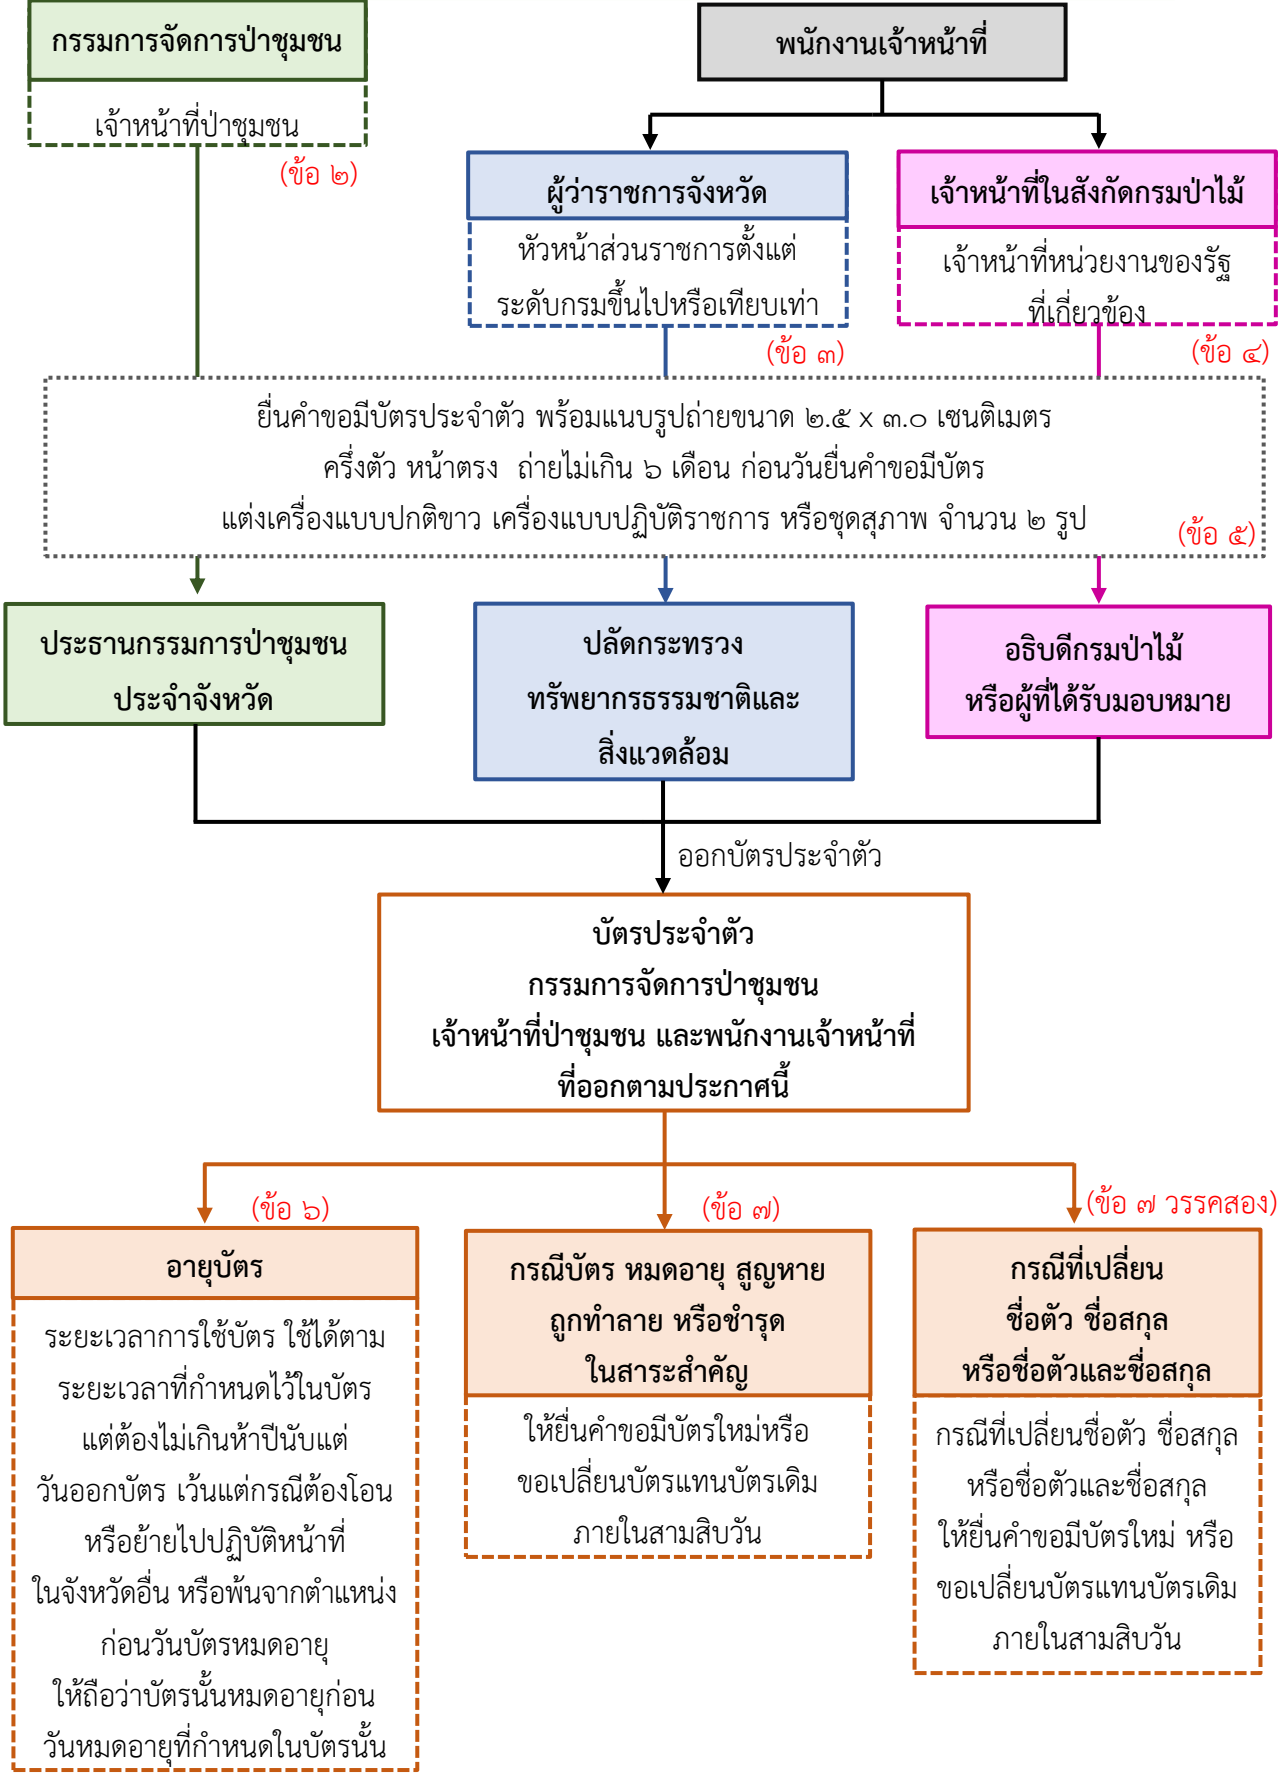 กรรมการจัดการป่าชุมชน
เจ้าหน้าที่ป่าชุมชน
(ข้อ ๒)
พนักงานเจ้าหน้าที่
ผู้ว่าราชการจังหวัด
หัวหน้าส่วนราชการตั้งแต่
ระดับกรมขึ้นไปหรือเทียบเท่า
(ข้อ ๓)
เจ้าหน้าที่ในสังกัดกรมป่าไม้
เจ้าหน้าที่หน่วยงานของรัฐ
ที่เกี่ยวข้อง
(ข้อ ๔)
ยื่นคำขอมีบัตรประจำตัว พร้อมแนบรูปถ่ายขนาด ๒.๕ x ๓.๐ เซนติเมตร
ครึ่งตัว หน้าตรง ถ่ายไม่เกิน ๖ เดือน ก่อนวันยื่นคำขอมีบัตร
แต่งเครื่องแบบปกติขาว เครื่องแบบปฏิบัติราชการ หรือชุดสุภาพ จำนวน ๒ รูป
(ข้อ ๕)
ประธานกรรมการป่าชุมชน
ประจำจังหวัด
ปลัดกระทรวง
ทรัพยากรธรรมชาติและ
สิ่งแวดล้อม
อธิบดีกรมป่าไม้
หรือผู้ที่ได้รับมอบหมาย
ออกบัตรประจำตัว
บัตรประจำตัว
กรรมการจัดการป่าชุมชน
เจ้าหน้าที่ป่าชุมชน และพนักงานเจ้าหน้าที่
ที่ออกตามประกาศนี้
(ข้อ ๖)
อายุบัตร
ระยะเวลาการใช้บัตร ใช้ได้ตาม
ระยะเวลาที่กำหนดไว้ในบัตร
แต่ต้องไม่เกินห้าปีนับแต่
วันออกบัตร เว้นแต่กรณีต้องโอน
หรือย้ายไปปฏิบัติหน้าที่
ในจังหวัดอื่น หรือพ้นจากตำแหน่ง
ก่อนวันบัตรหมดอายุ
ให้ถือว่าบัตรนั้นหมดอายุก่อน
วันหมดอายุที่กำหนดในบัตรนั้น
(ข้อ ๗)
กรณีบัตร หมดอายุ สูญหาย
ถูกทำลาย หรือชำรุด
ในสาระสำคัญ
ให้ยื่นคำขอมีบัตรใหม่หรือ
ขอเปลี่ยนบัตรแทนบัตรเดิม
ภายในสามสิบวัน
(ข้อ ๗ วรรคสอง)
กรณีที่เปลี่ยน
ชื่อตัว ชื่อสกุล
หรือชื่อตัวและชื่อสกุล
กรณีที่เปลี่ยนชื่อตัว ชื่อสกุล
หรือชื่อตัวและชื่อสกุล
ให้ยื่นคำขอมีบัตรใหม่ หรือ
ขอเปลี่ยนบัตรแทนบัตรเดิม
ภายในสามสิบวัน